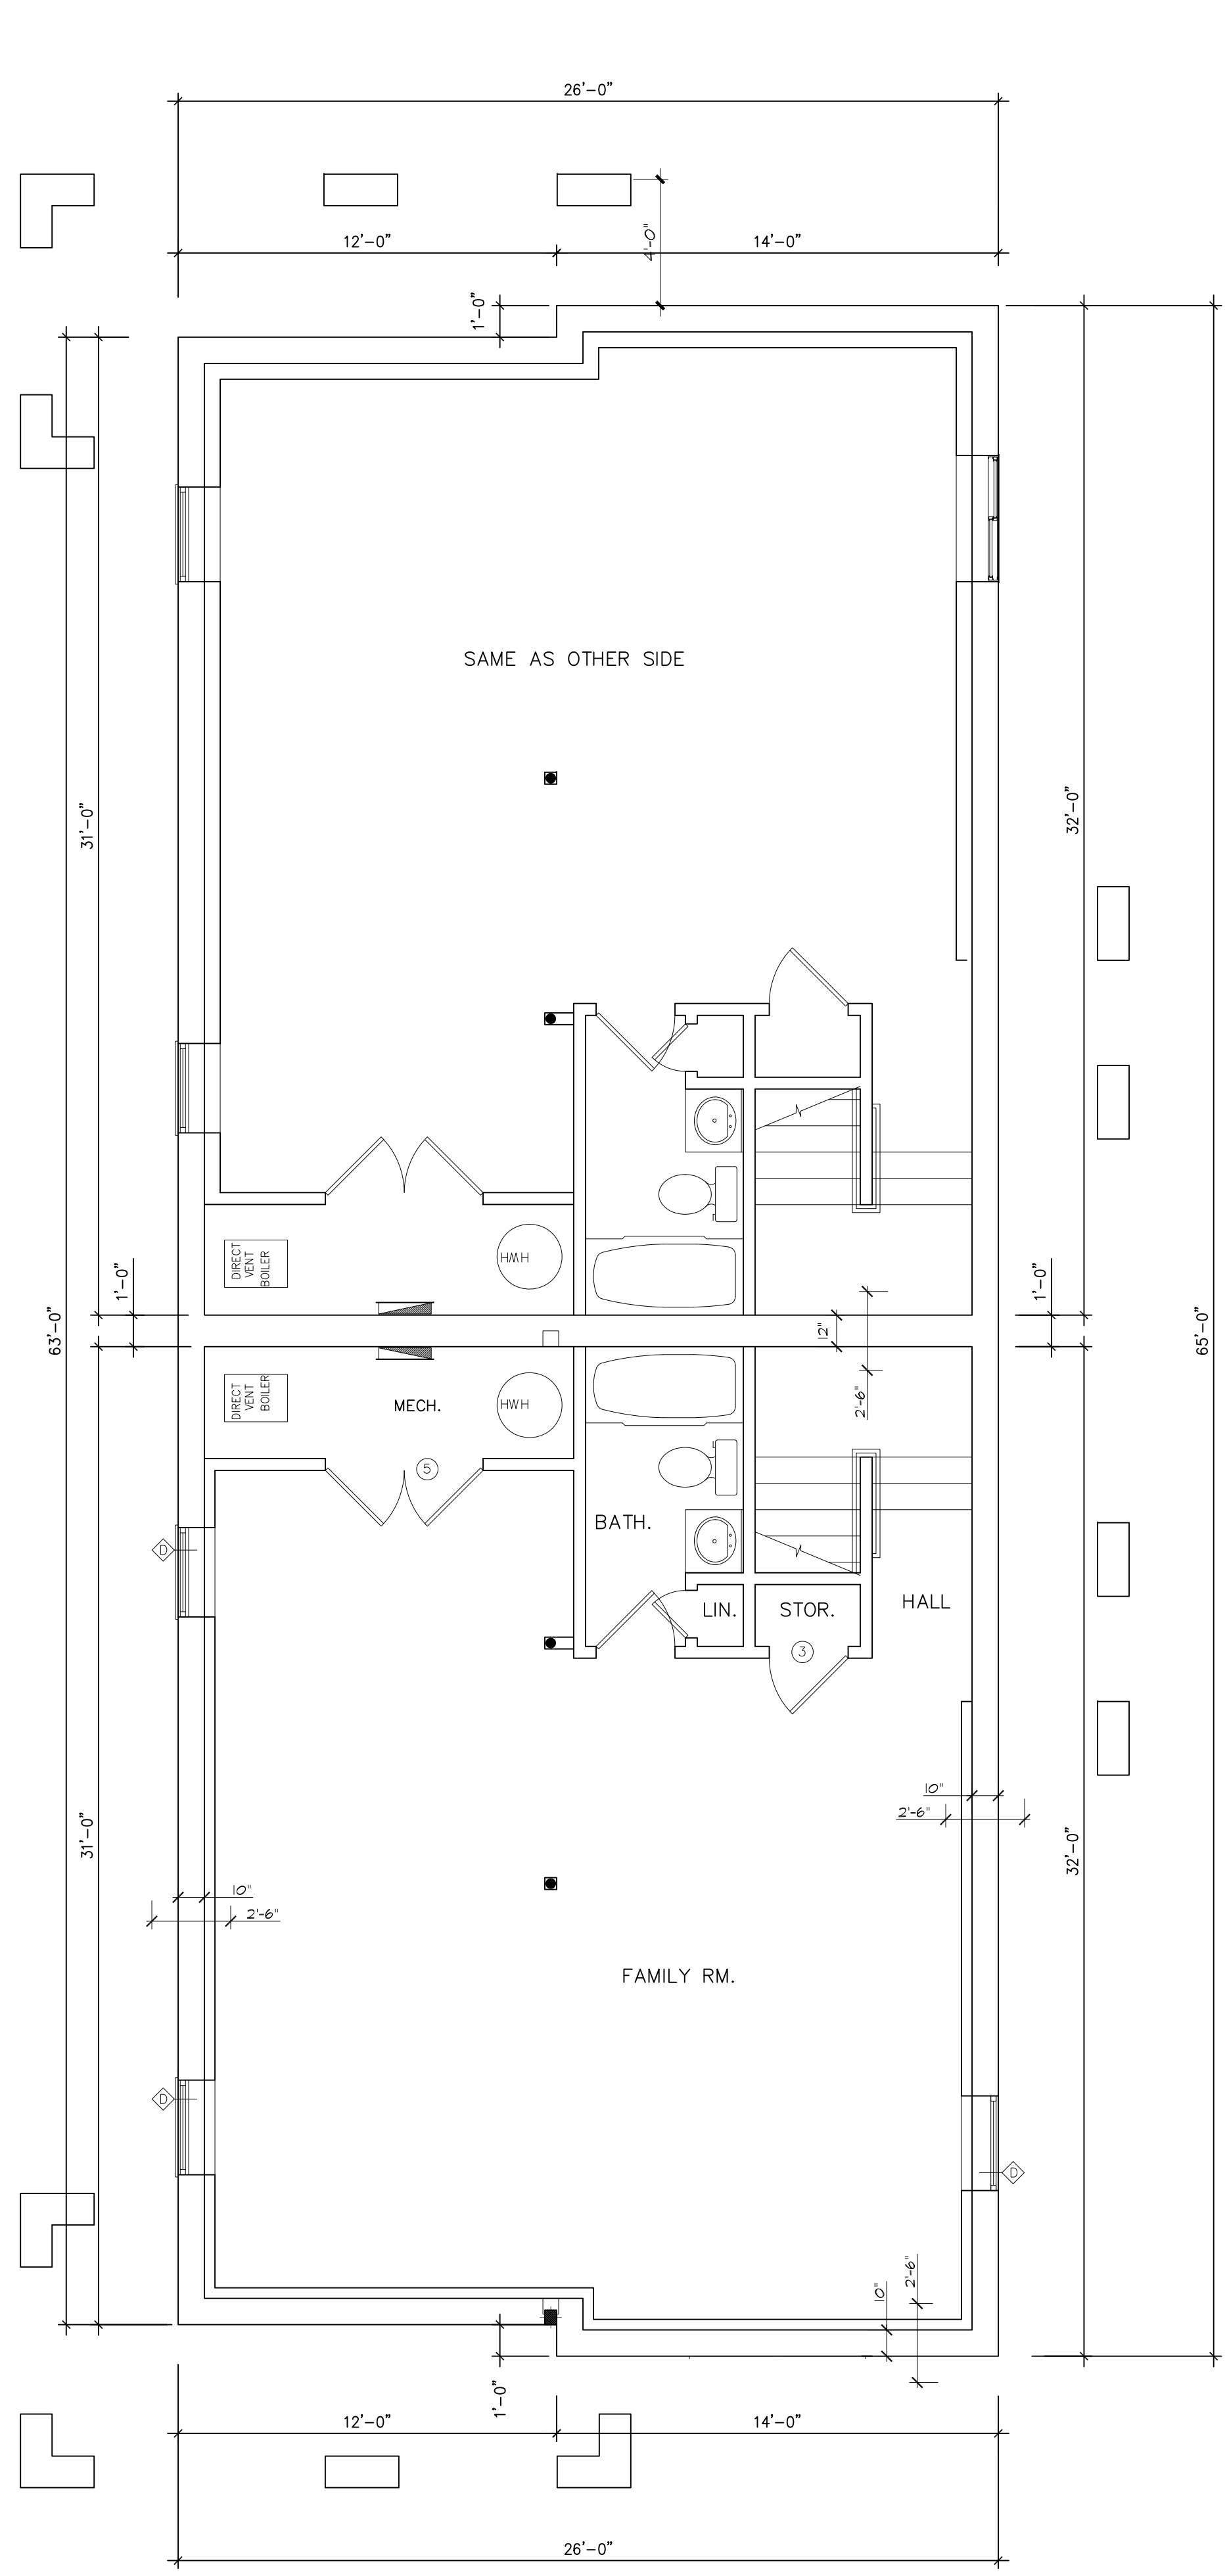 26'-0"
12'-0"
14'-0"
4'-0"
1'-0"
SAME AS OTHER SIDE
31'-0"
32'-0"
63'-0"
65'-0"
DIRECT
VENT
BOILER
HWH
1'-0"
1'-0"
12"
2'-6"
DIRECT
VENT
BOILER
MECH.
HWH
5
D
BATH.
LIN.
STOR.
HALL
3
10"
2'-6"
31'-0"
32'-0"
10"
2'-6"
FAMILY RM.
D
D
2'-6"
10"
1'-0"
12'-0"
14'-0"
26'-0"